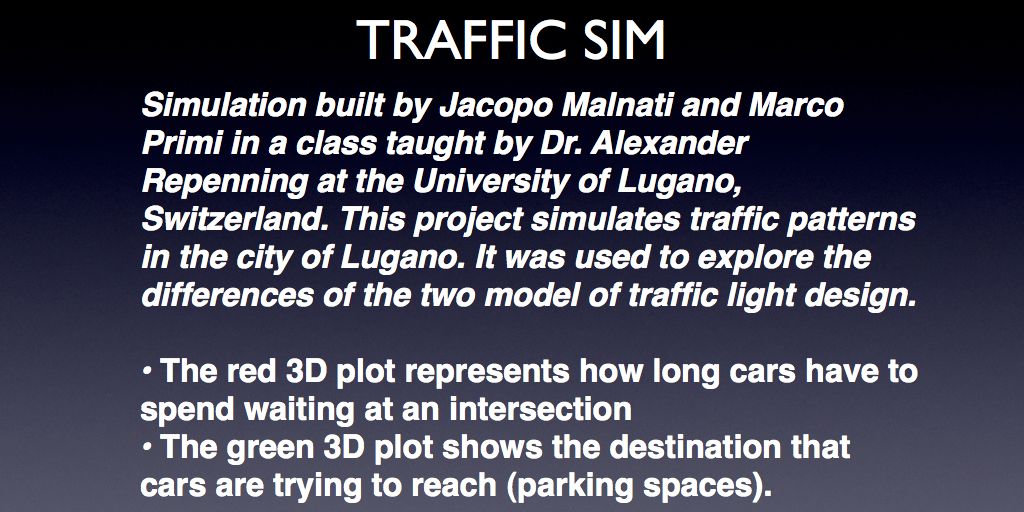 TRAFFIC SIM
Simulation built by Jacopo Malnati and Marco
Primi in a class taught by Dr. Alexander
Repenning at the University of Lugano,
Switzerland. This project simulates traffic patterns
in the city of Lugano. It was used to explore the
differences of the two model of traffic light design.
• The red 3D plot represents how long cars have to
spend waiting at an intersection
• The green 3D plot shows the destination that
cars are trying to reach (parking spaces).